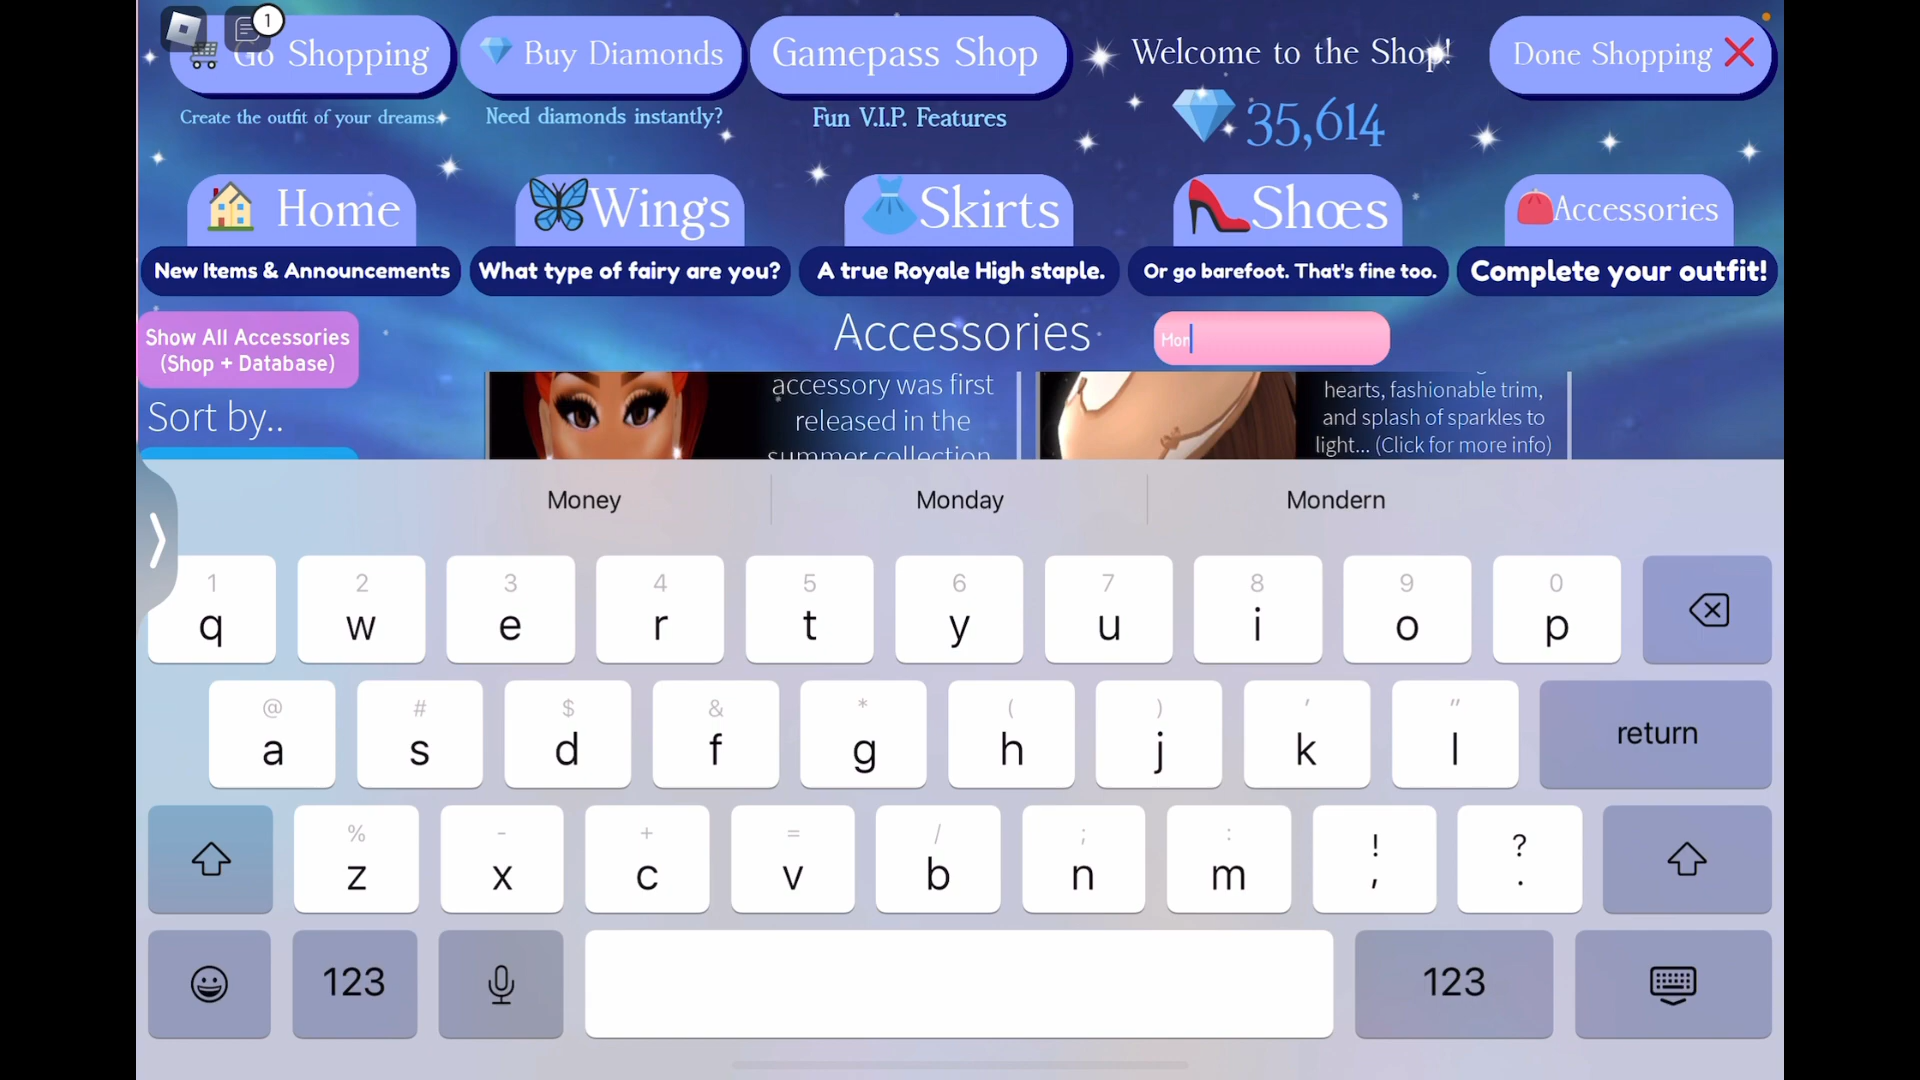 1
Go Shopping
Buy Diamonds
Gamepass Shop
Welcome to the Shop!
Done Shopping
Create the outfit of your dreams.
Need diamonds instantly?
Fun V.I.P. Features
35,614
Home
Wings
Skirts
Shoes
Accessories
New Items & Announcements
What type of fairy are you?
A true Royale High staple.
Or go barefoot. That's fine too.
Complete your outfit!
Show All Accessories
(Shop + Database)
Accessories
Mon
Sort by..
accessory was first
released in the
summer collection
hearts, fashionable trim,
and splash of sparkles to
light... (Click for more info)
Money
Monday
Mondern
1 2 3 4 5 6 7 8 9 0
q w e r t y u i o p
@ # $ & * ( ) ' "
a s d f g h j k l return
% - + = / ; : ! ?
z x c v b n m , .
123 123